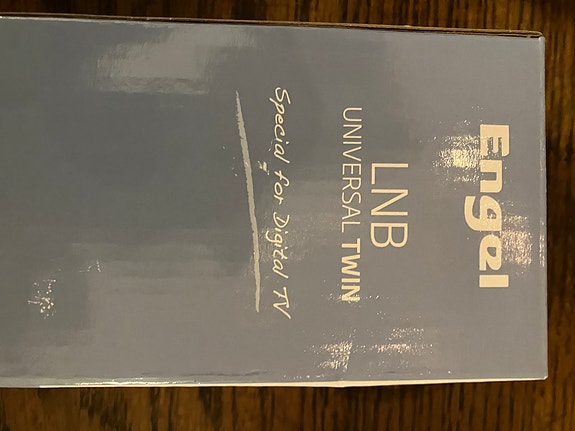 Engel
LNB
UNIVERSAL TWIN
Special for Digital TV